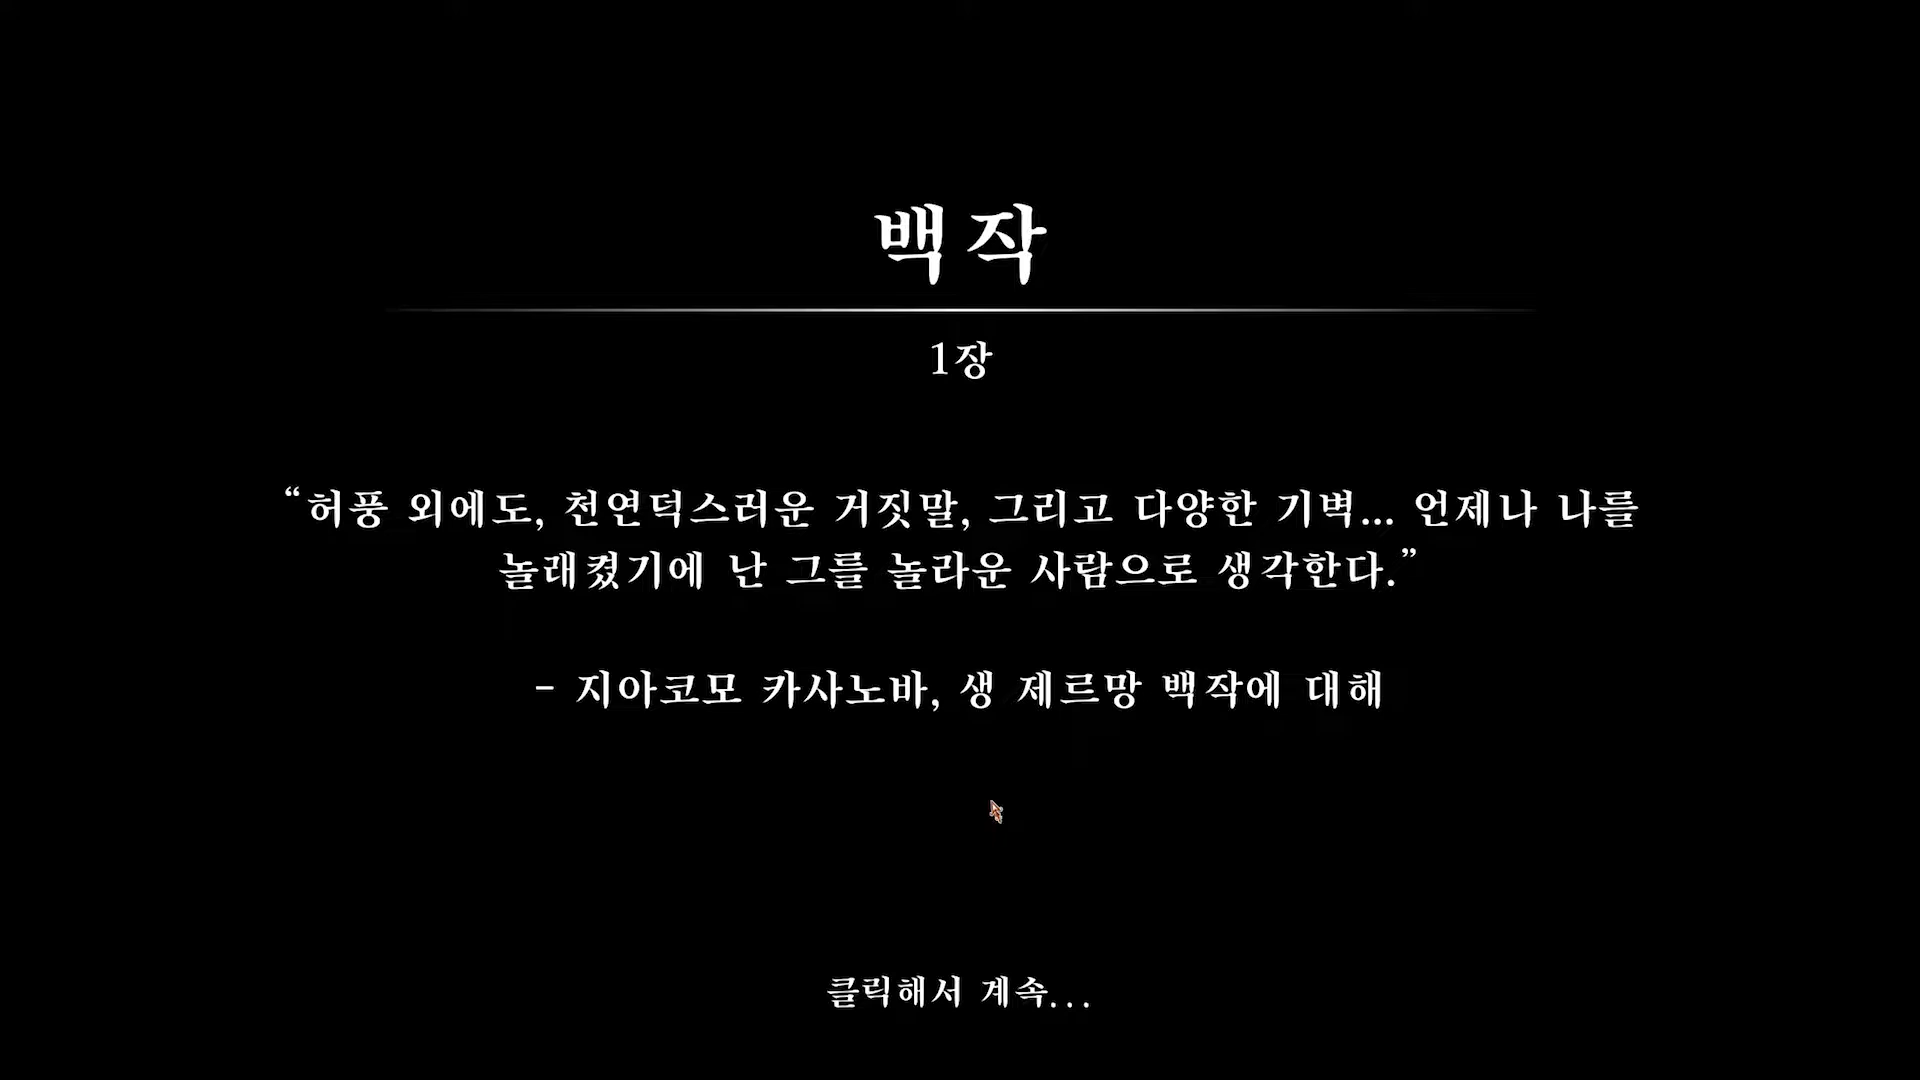 백작
1장
“허풍 외에도, 천연덕스러운 거짓말, 그리고 다양한 기벽... 언제나 나를
놀래켰기에 난 그를 놀라운 사람으로 생각한다.”
- 지아코모 카사노바, 생 제르망 백작에 대해
클릭해서 계속...